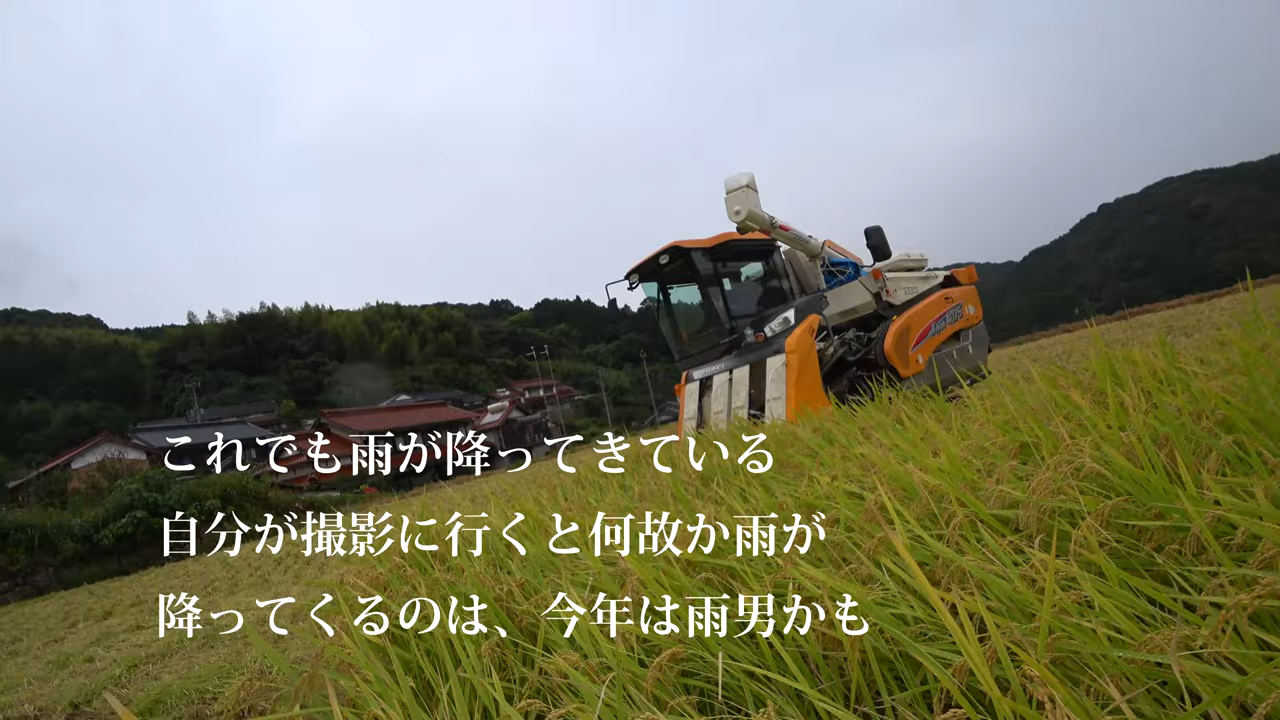 これでも雨が降ってきている
自分が撮影に行くと何故か雨が
降ってくるのは、今年は雨男かも